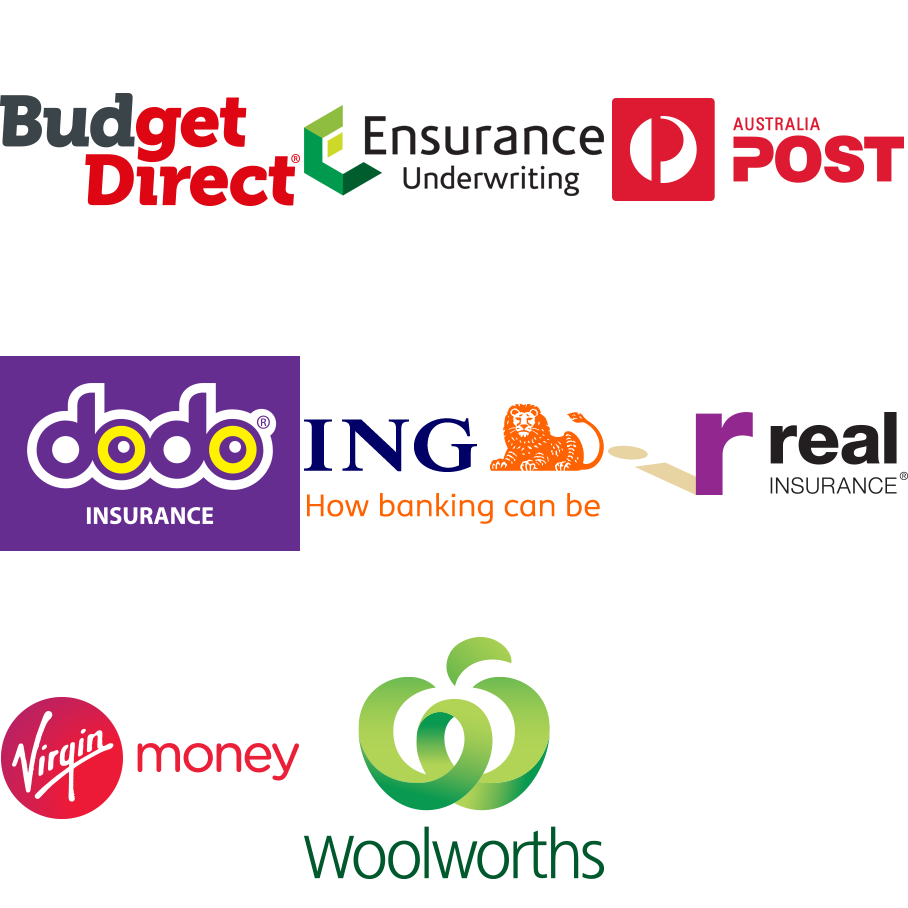 Budget
Direct®
Ensurance
Underwriting
AUSTRALIA
POST
dodo®
INSURANCE
ING
How banking can be
r real
INSURANCE®
Virgin money
Woolworths